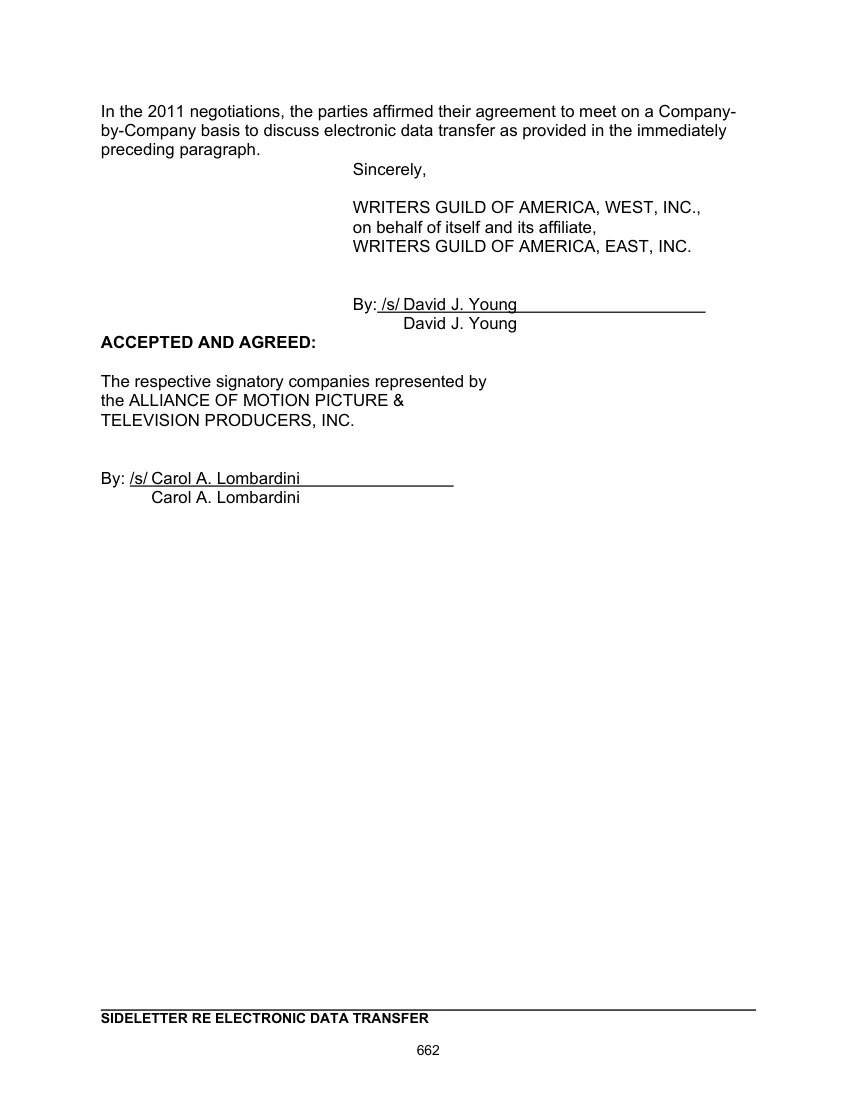 In the 2011 negotiations, the parties affirmed their agreement to meet on a Company-
by-Company basis to discuss electronic data transfer as provided in the immediately
preceding paragraph.
Sincerely,
WRITERS GUILD OF AMERICA, WEST, INC.,
on behalf of itself and its affiliate,
WRITERS GUILD OF AMERICA, EAST, INC.
By: /s/ David J. Young
David J. Young
ACCEPTED AND AGREED:
The respective signatory companies represented by
the ALLIANCE OF MOTION PICTURE &
TELEVISION PRODUCERS, INC.
By: /s/ Carol A. Lombardini
Carol A. Lombardini
SIDELETTER RE ELECTRONIC DATA TRANSFER
662